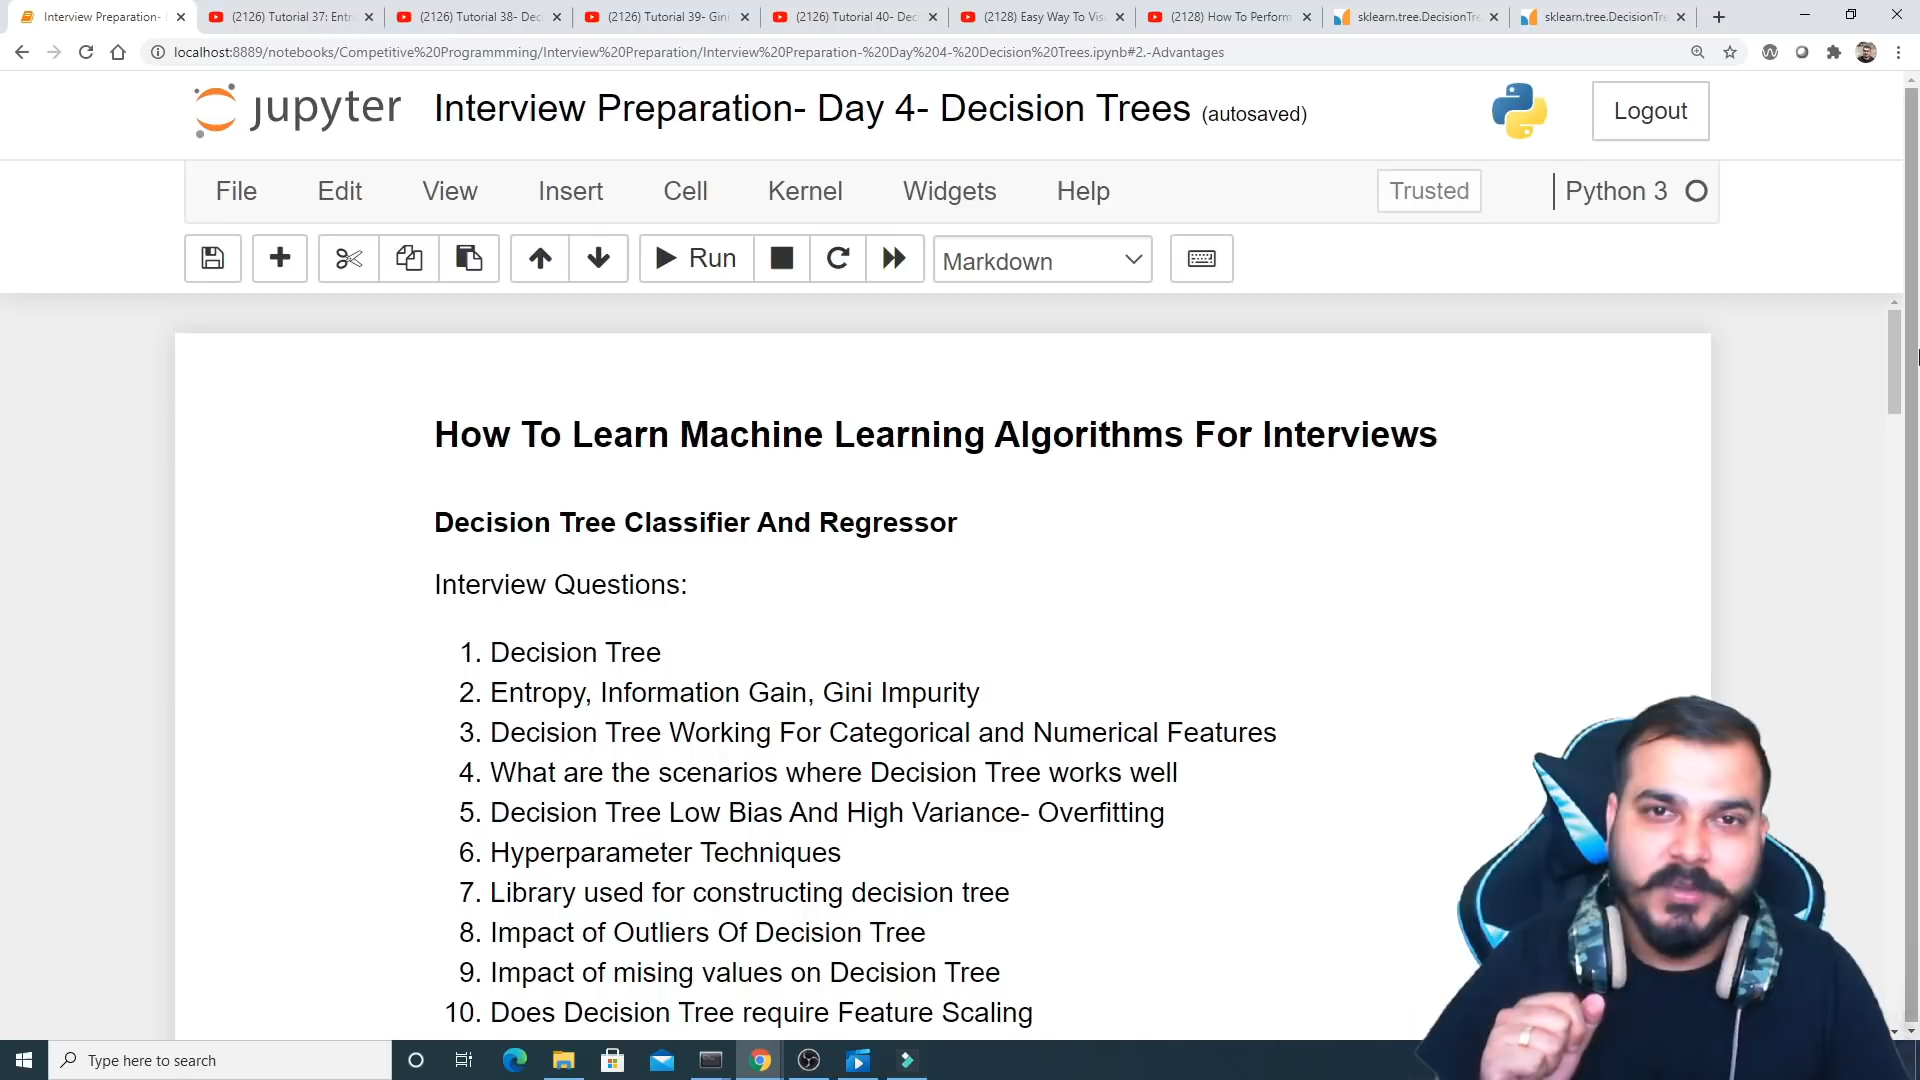 Interview Preparation-
(2126) Tutorial 37: Entr
(2126) Tutorial 38- Dec
(2126) Tutorial 39- Gini
(2126) Tutorial 40- Dec
(2128) Easy Way To Vis
(2128) How To Perform
sklearn.tree.DecisionTre
sklearn.tree.DecisionTre
localhost:8889/notebooks/Competitive%20Programmming/Interview%20Preparation/Interview%20Preparation-%20Day%204-%20Decision%20Trees.ipynb#2.-Advantages
jupyter Interview Preparation- Day 4- Decision Trees (autosaved)
Logout
File Edit View Insert Cell Kernel Widgets Help
Trusted
Python 3
Run
Markdown
How To Learn Machine Learning Algorithms For Interviews
Decision Tree Classifier And Regressor
Interview Questions:
1. Decision Tree
2. Entropy, Information Gain, Gini Impurity
3. Decision Tree Working For Categorical and Numerical Features
4. What are the scenarios where Decision Tree works well
5. Decision Tree Low Bias And High Variance- Overfitting
6. Hyperparameter Techniques
7. Library used for constructing decision tree
8. Impact of Outliers Of Decision Tree
9. Impact of mising values on Decision Tree
10. Does Decision Tree require Feature Scaling
Type here to search